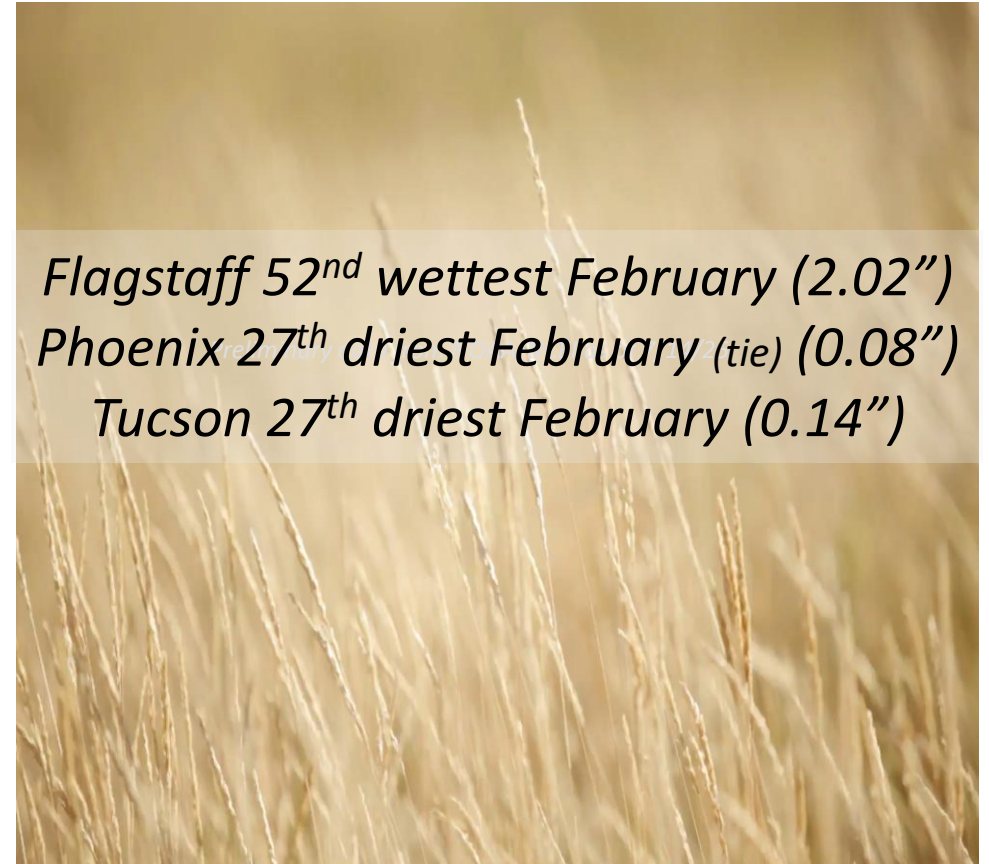 Flagstaff 52nd wettest February (2.02”)
Phoenix 27th driest February (tie) (0.08”)
Tucson 27th driest February (0.14”)